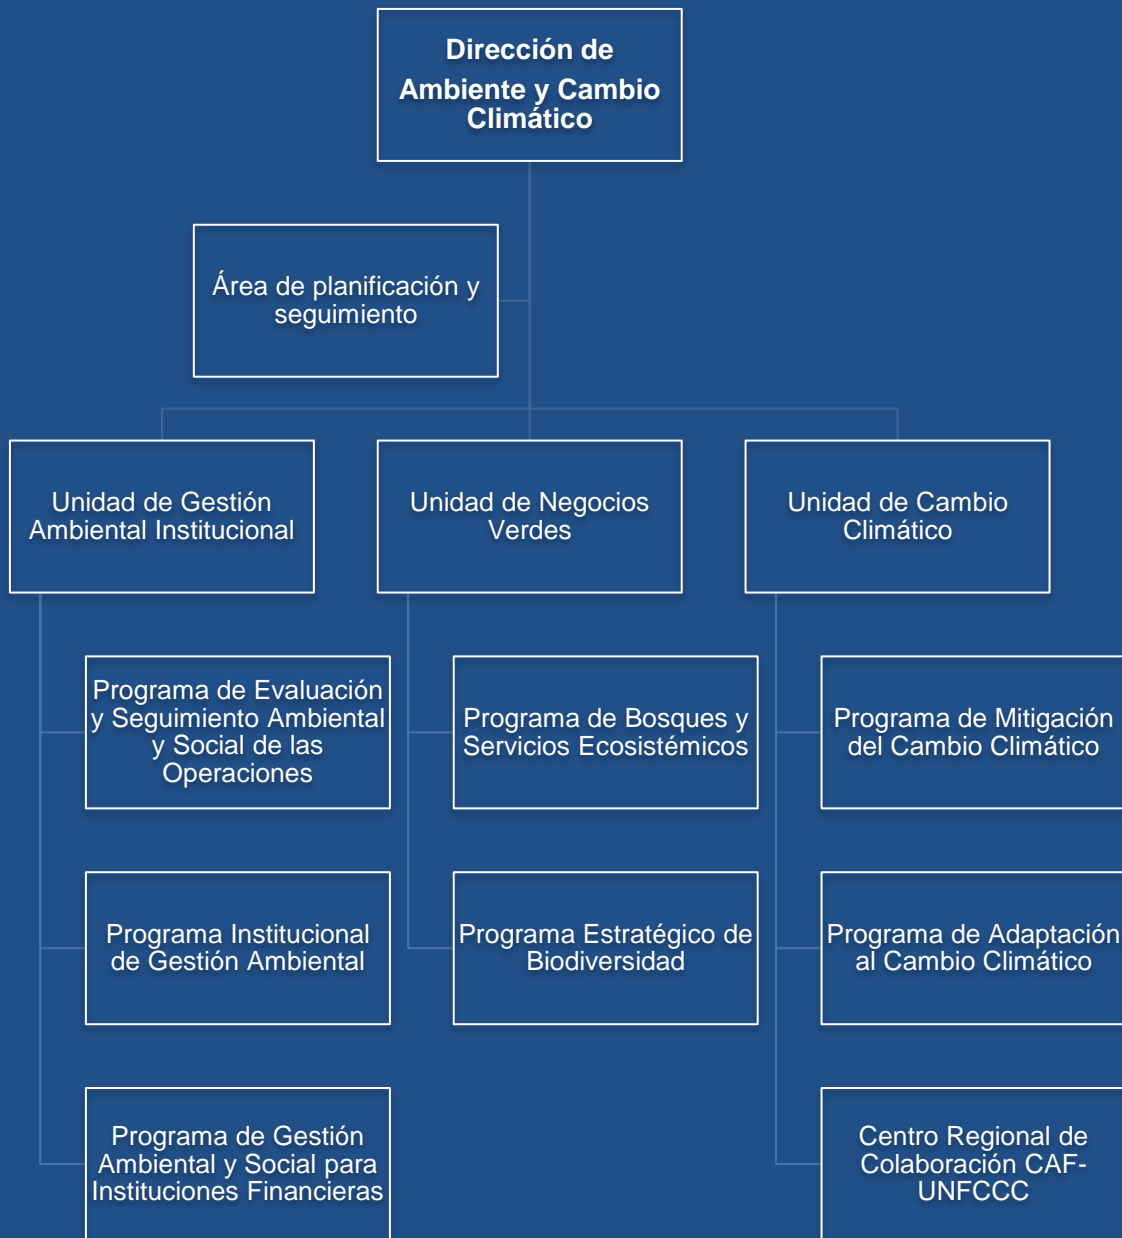 Dirección de
Ambiente y Cambio
Climático
Área de planificación y
seguimiento
Unidad de Gestión
Ambiental Institucional
Unidad de Negocios
Verdes
Unidad de Cambio
Climático
Programa de Evaluación
y Seguimiento Ambiental
y Social de las
Operaciones
Programa de Bosques y
Servicios Ecosistémicos
Programa de Mitigación
del Cambio Climático
Programa Institucional
de Gestión Ambiental
Programa Estratégico de
Biodiversidad
Programa de Adaptación
al Cambio Climático
Programa de Gestión
Ambiental y Social para
Instituciones Financieras
Centro Regional de
Colaboración CAF-
UNFCCC